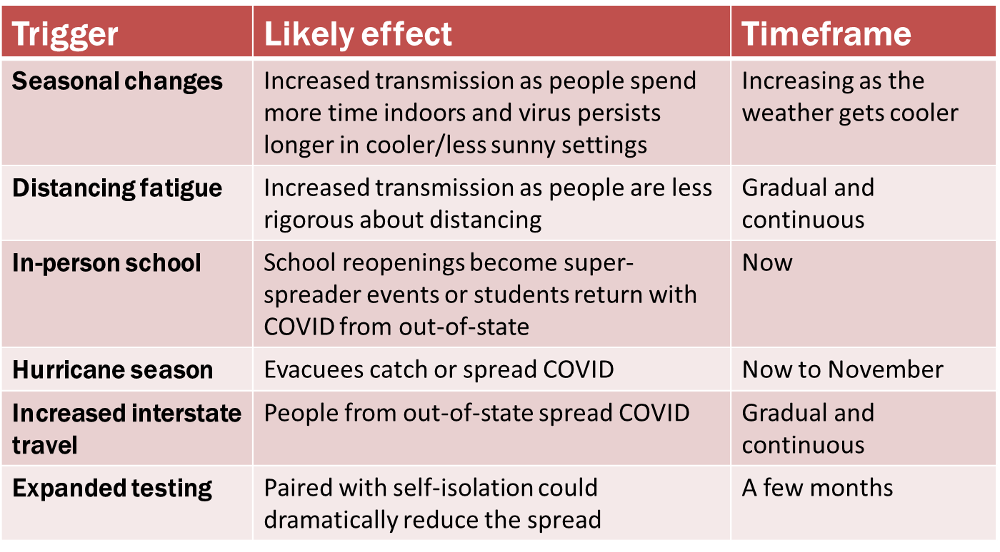 Trigger Likely effect Timeframe
Seasonal changes Increased transmission as people spend Increasing as the
more time indoors and virus persists weather gets cooler
longer in cooler/less sunny settings
Distancing fatigue Increased transmission as people are less Gradual and
rigorous about distancing continuous
In-person school School reopenings become super- Now
spreader events or students return with
COVID from out-of-state
Hurricane season Evacuees catch or spread COVID Now to November
Increased interstate People from out-of-state spread COVID Gradual and
travel continuous
Expanded testing Paired with self-isolation could A few months
dramatically reduce the spread